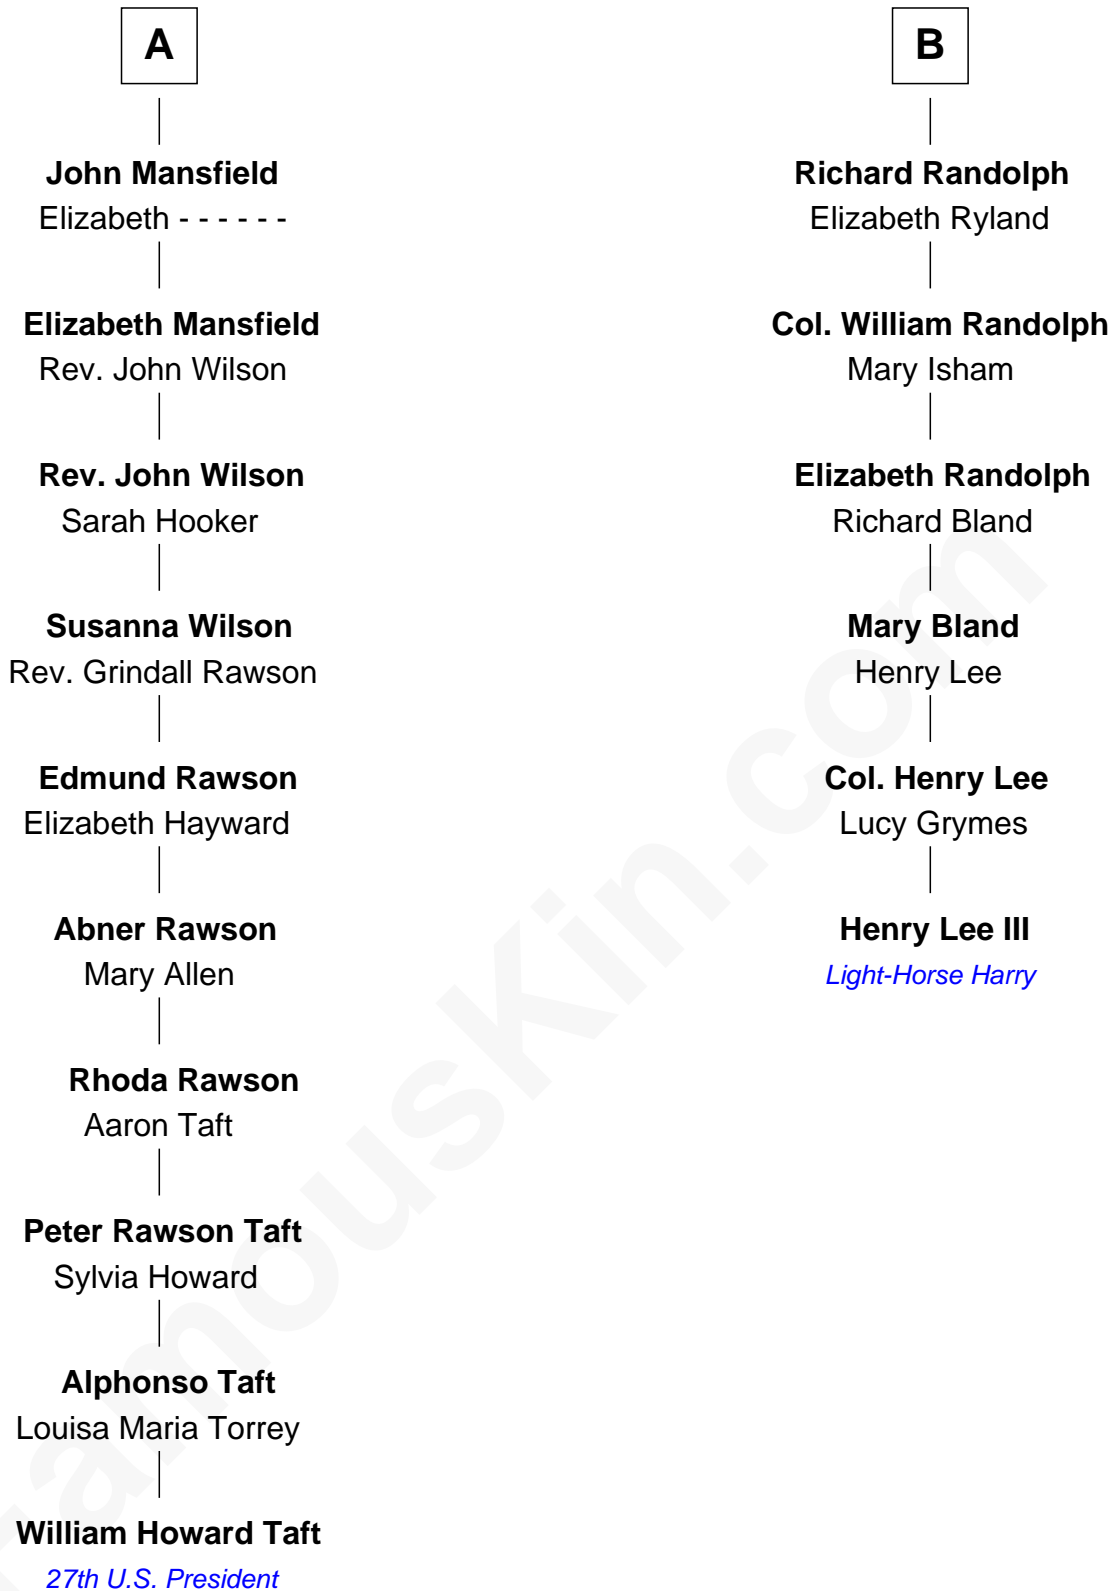 A
John Mansfield
Elizabeth - - - - - -
Elizabeth Mansfield
Rev. John Wilson
Rev. John Wilson
Sarah Hooker
Susanna Wilson
Rev. Grindall Rawson
Edmund Rawson
Elizabeth Hayward
Abner Rawson
Mary Allen
Rhoda Rawson
Aaron Taft
Peter Rawson Taft
Sylvia Howard
Alphonso Taft
Louisa Maria Torrey
William Howard Taft
27th U.S. President
B
Richard Randolph
Elizabeth Ryland
Col. William Randolph
Mary Isham
Elizabeth Randolph
Richard Bland
Mary Bland
Henry Lee
Col. Henry Lee
Lucy Grymes
Henry Lee III
Light-Horse Harry
FamousKin.com